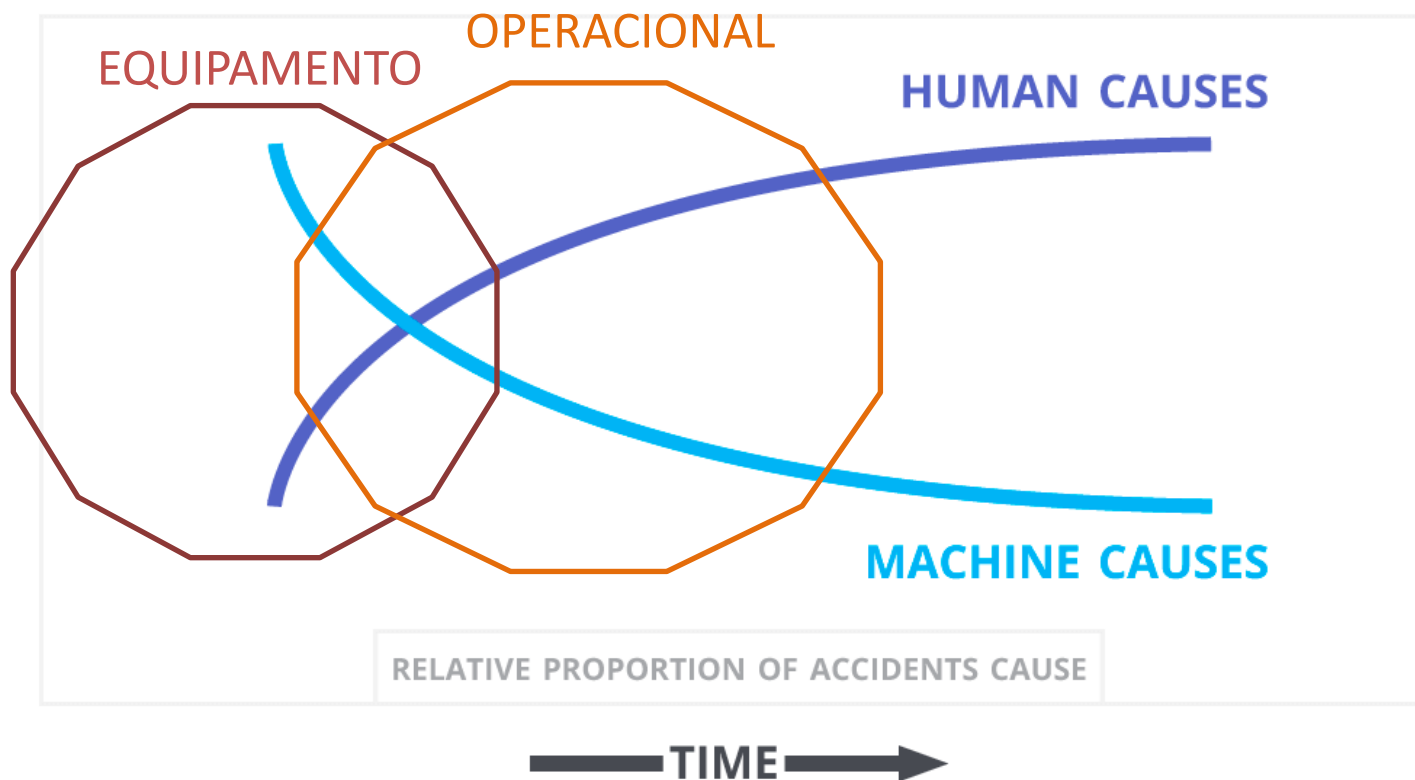 OPERACIONAL
EQUIPAMENTO
HUMAN CAUSES
MACHINE CAUSES
RELATIVE PROPORTION OF ACCIDENTS CAUSE
TIME